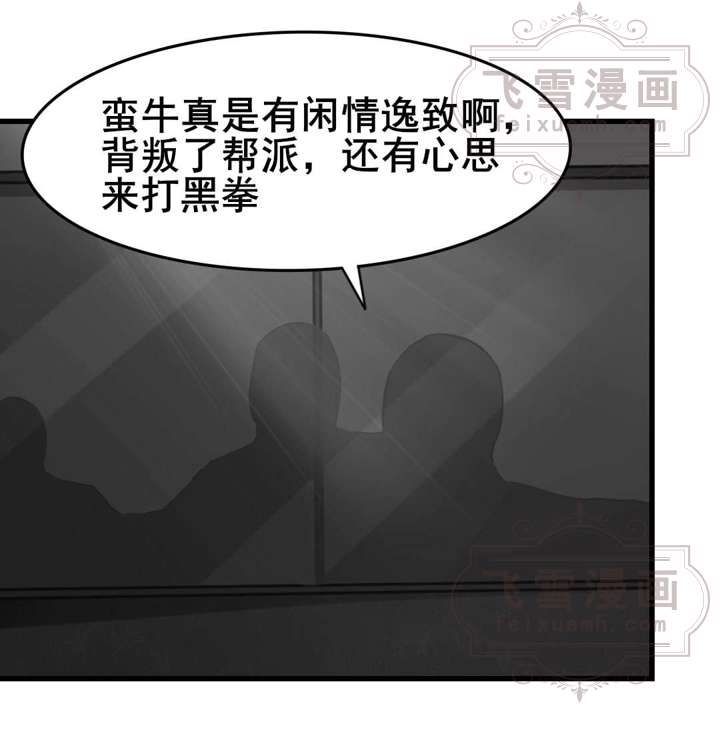 飞雪漫画
feixuemh.com
蛮牛真是有闲情逸致啊，
背叛了帮派，还有心思
来打黑拳
飞雪漫画
feixuemh.com